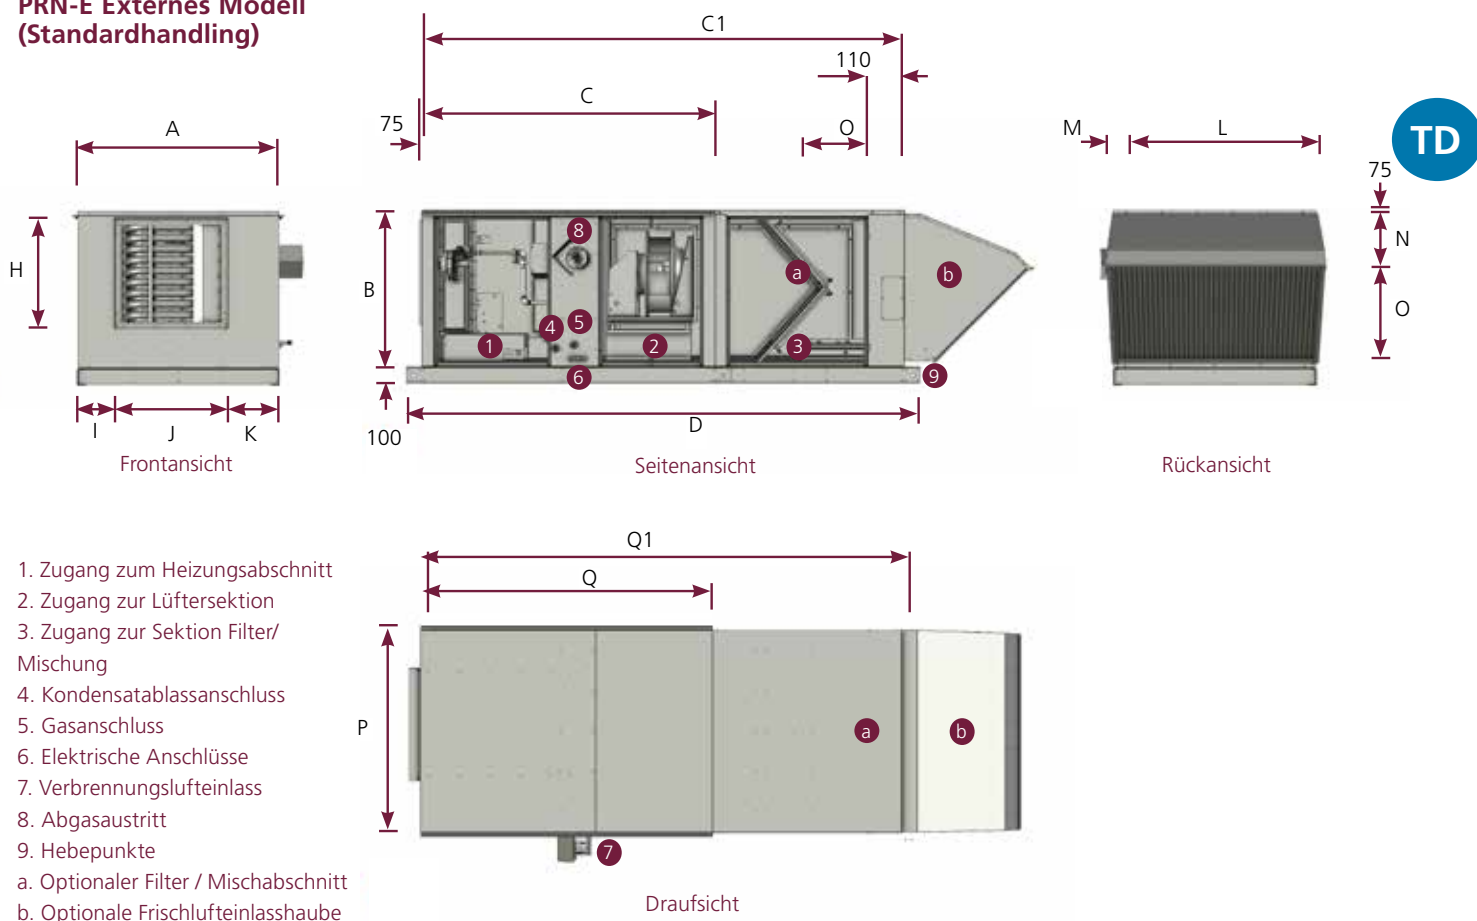 PRN-E Externes Modell
(Standardhandling)
C1
110
C
75
O
A
M
L
TD
75
H
B
N
O
8
a
b
4
5
1
2
3
6
9
I
J
K
100
D
Frontansicht
Seitenansicht
Rückansicht
Q1
Q
P
a
b
7
Draufsicht
1. Zugang zum Heizungsabschnitt
2. Zugang zur Lüftersektion
3. Zugang zur Sektion Filter/
Mischung
4. Kondensatablassanschluss
5. Gasanschluss
6. Elektrische Anschlüsse
7. Verbrennungslufteinlass
8. Abgasaustritt
9. Hebepunkte
a. Optionaler Filter / Mischabschnitt
b. Optionale Frischlufteinlasshaube